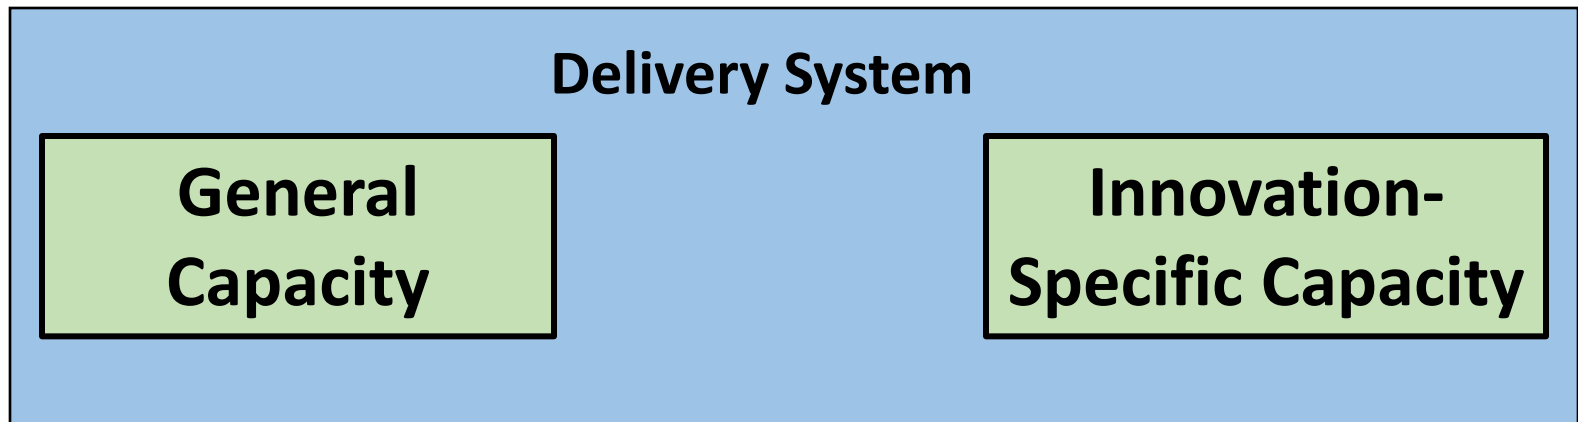 Delivery System
General
Capacity
Innovation-
Specific Capacity